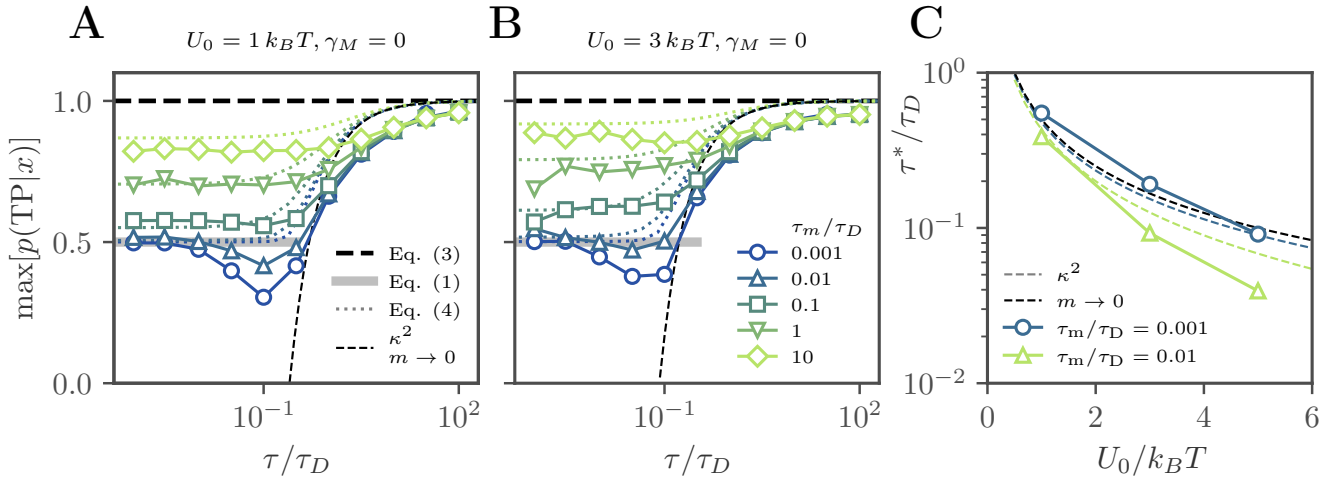 A
U₀ = 1 k_BT, γ_M = 0
max[p(TP|x)]
1.0
0.5
0.0
10⁻¹
10²
τ/τ_D
Eq. (3)
Eq. (1)
Eq. (4)
κ²
m → 0
B
U₀ = 3 k_BT, γ_M = 0
10⁻¹
10²
τ/τ_D
τ_m/τ_D
0.001
0.01
0.1
1
10
C
τ*/τ_D
10⁰
10⁻¹
10⁻²
0
2
4
6
U₀/k_BT
κ²
m → 0
τ_m/τ_D = 0.001
τ_m/τ_D = 0.01